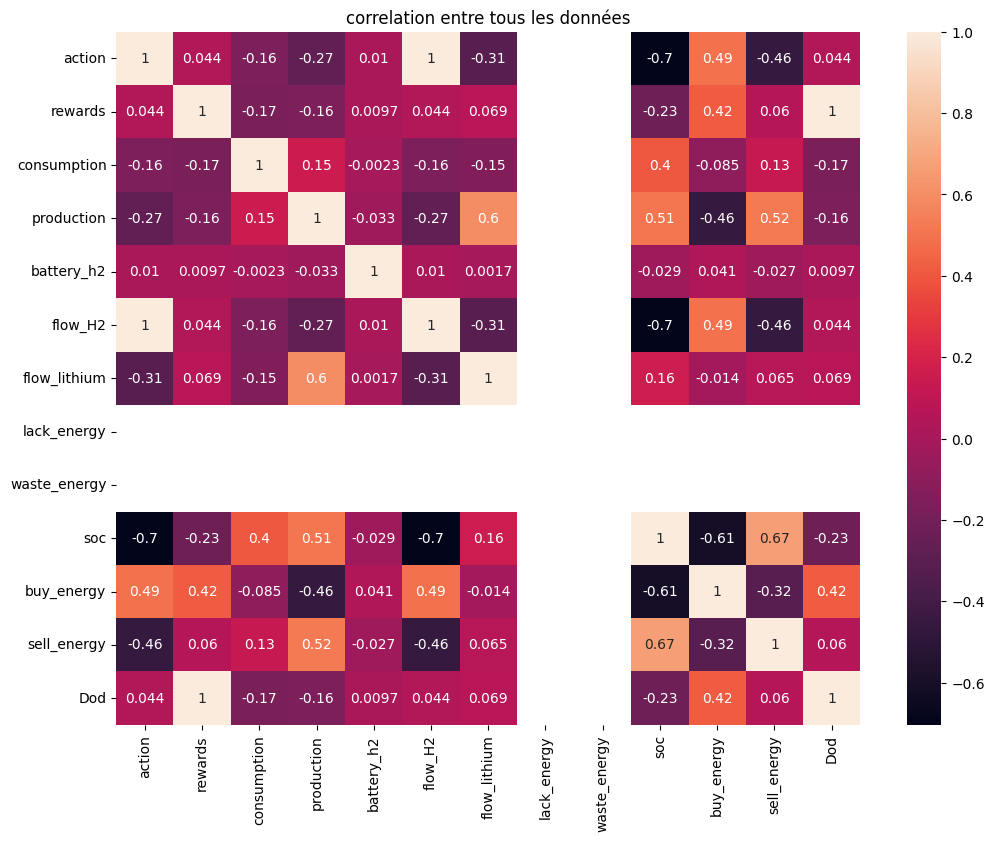 correlation entre tous les données
action 1 0.044 -0.16 -0.27 0.01 1 -0.31 -0.7 0.49 -0.46 0.044
rewards 0.044 1 -0.17 -0.16 0.0097 0.044 0.069 -0.23 0.42 0.06 1
consumption -0.16 -0.17 1 0.15 -0.0023 -0.16 -0.15 0.4 -0.085 0.13 -0.17
production -0.27 -0.16 0.15 1 -0.033 -0.27 0.6 0.51 -0.46 0.52 -0.16
battery_h2 0.01 0.0097 -0.0023 -0.033 1 0.01 0.0017 -0.029 0.041 -0.027 0.0097
flow_H2 1 0.044 -0.16 -0.27 0.01 1 -0.31 -0.7 0.49 -0.46 0.044
flow_lithium -0.31 0.069 -0.15 0.6 0.0017 -0.31 1 0.16 -0.014 0.065 0.069
lack_energy
waste_energy
soc -0.7 -0.23 0.4 0.51 -0.029 -0.7 0.16 1 -0.61 0.67 -0.23
buy_energy 0.49 0.42 -0.085 -0.46 0.041 0.49 -0.014 -0.61 1 -0.32 0.42
sell_energy -0.46 0.06 0.13 0.52 -0.027 -0.46 0.065 0.67 -0.32 1 0.06
Dod 0.044 1 -0.17 -0.16 0.0097 0.044 0.069 -0.23 0.42 0.06 1
action rewards consumption production battery_h2 flow_H2 flow_lithium lack_energy waste_energy soc buy_energy sell_energy Dod
1.0
0.8
0.6
0.4
0.2
0.0
−0.2
−0.4
−0.6